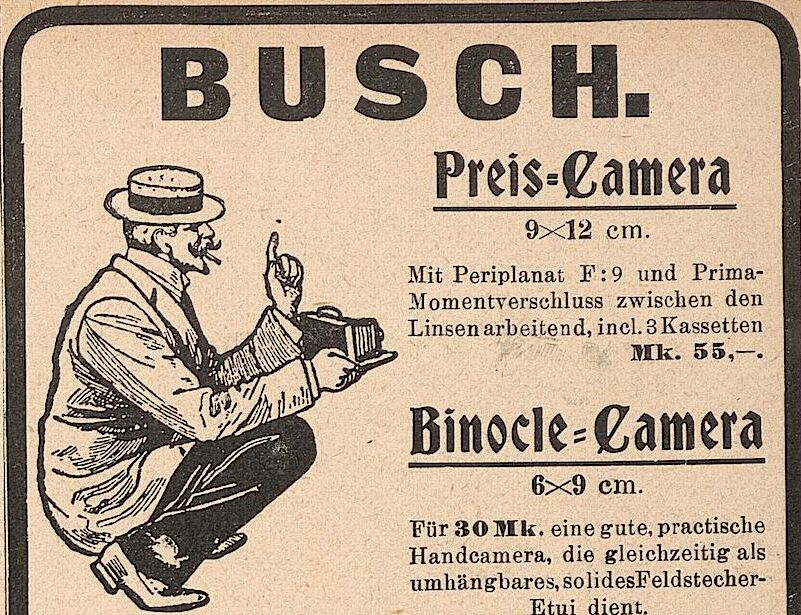 BUSCH.
Preis-Camera
9×12 cm.
Mit Periplanat F:9 und Prima-
Momentverschluss zwischen den
Linsen arbeitend, incl. 3 Kassetten
Mk. 55,—.
Binocle-Camera
6×9 cm.
Für 30 Mk. eine gute, practische
Handcamera, die gleichzeitig als
umhängbares, solides Feldstecher-
Etui dient.